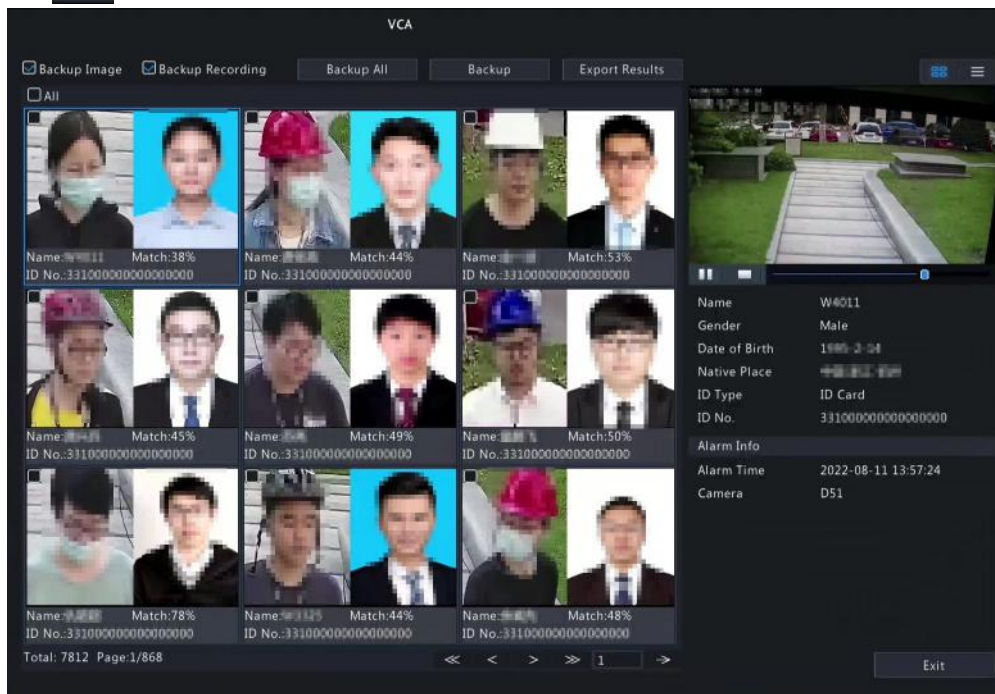 VCA
Backup Image Backup Recording Backup All Backup Export Results
All
Name: Match:38%
ID No.:331000000000000000
Name: Match:44%
ID No.:331000000000000000
Name: Match:53%
ID No.:331000000000000000
Name: Match:45%
ID No.:331000000000000000
Name: Match:49%
ID No.:331000000000000000
Name: Match:50%
ID No.:331000000000000000
Name: Match:78%
ID No.:331000000000000000
Name: Match:44%
ID No.:331000000000000000
Name: Match:48%
ID No.:331000000000000000
Total: 7812 Page:1/868
≪ < > ≫ 1 →
Name W4011
Gender Male
Date of Birth
Native Place
ID Type ID Card
ID No. 331000000000000000
Alarm Info
Alarm Time 2022-08-11 13:57:24
Camera D51
Exit